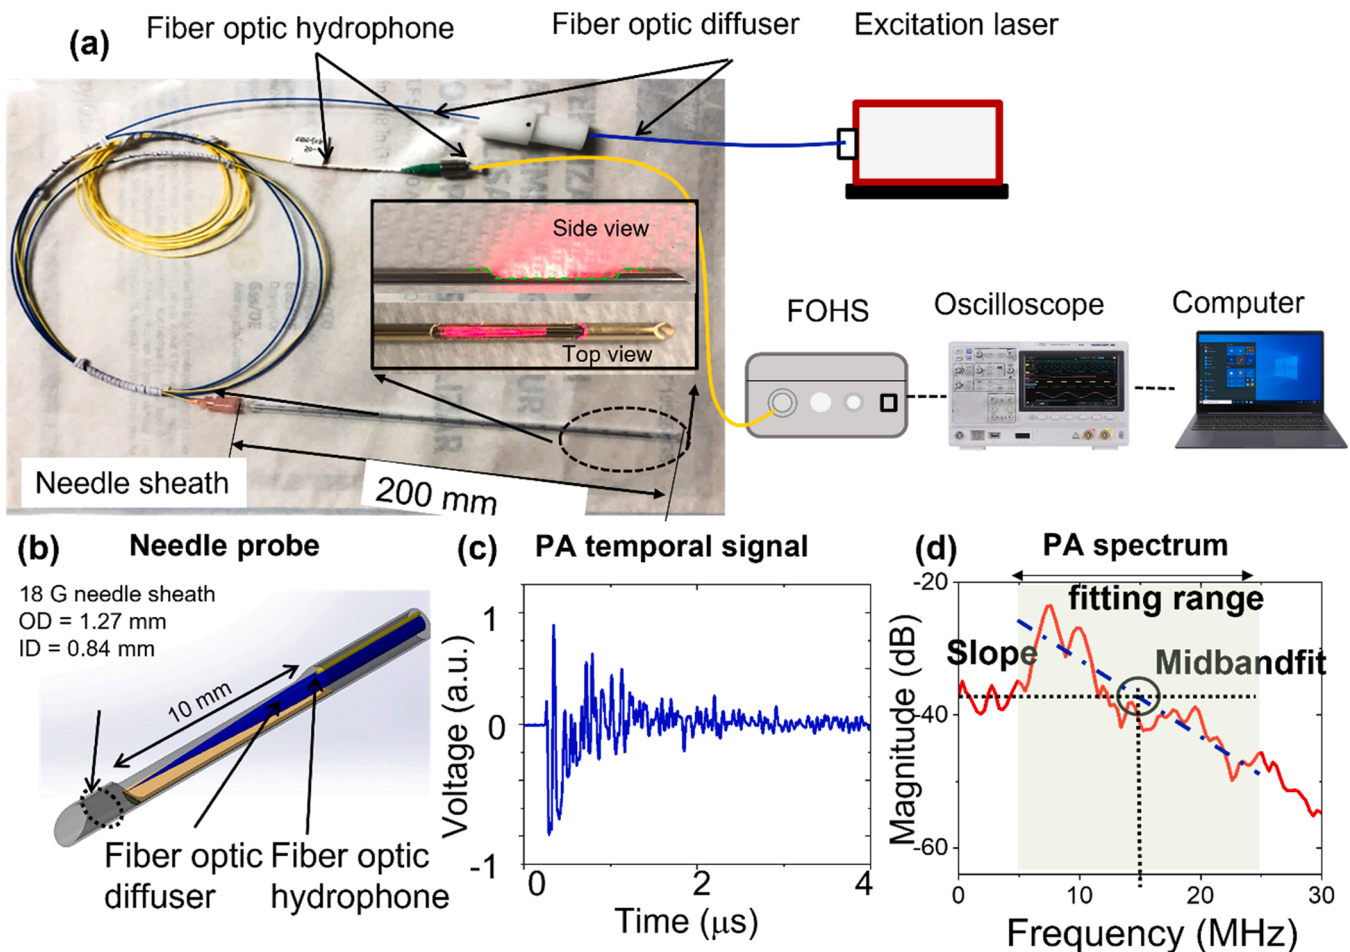 (a)
Fiber optic hydrophone
Fiber optic diffuser
Excitation laser
Side view
Top view
FOHS
Oscilloscope
Computer
Needle sheath
200 mm
(b)
Needle probe
18 G needle sheath
OD = 1.27 mm
ID = 0.84 mm
10 mm
Fiber optic
diffuser
Fiber optic
hydrophone
(c)
PA temporal signal
Voltage (a.u.)
1
0
-1
0
2
4
Time (μs)
(d)
PA spectrum
fitting range
Slope
Midbandfit
Magnitude (dB)
-20
-40
-60
0
10
20
30
Frequency (MHz)